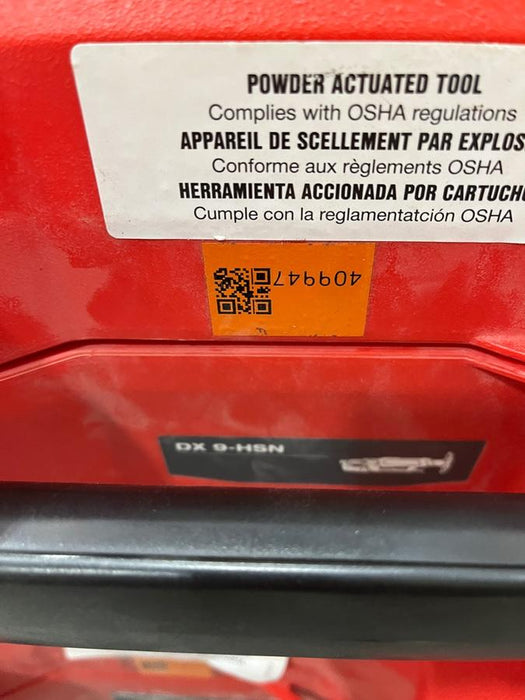 POWDER ACTUATED TOOL
Complies with OSHA regulations
APPAREIL DE SCELLEMENT PAR EXPLOS
Conforme aux règlements OSHA
HERRAMIENTA ACCIONADA POR CARTUCHO
Cumple con la reglamentatción OSHA
4099947
DX 9-HSN